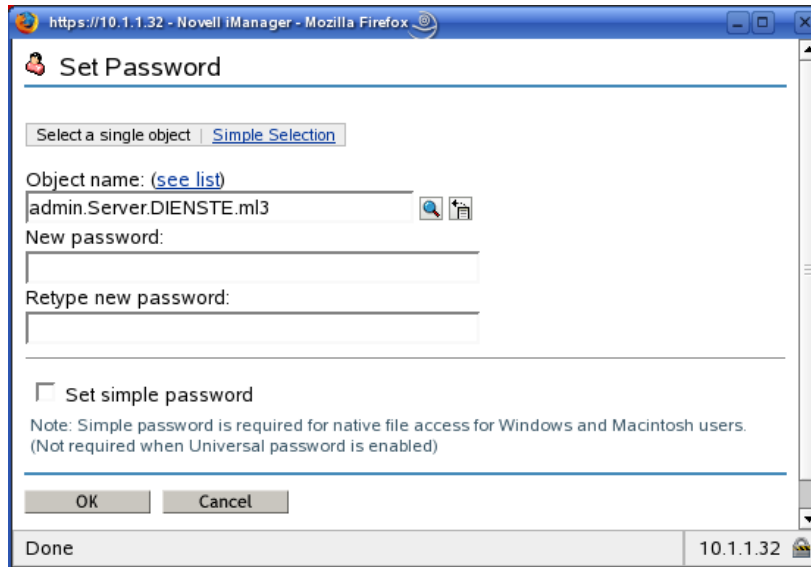 https://10.1.1.32 - Novell iManager - Mozilla Firefox
Set Password
Select a single object | Simple Selection
Object name: (see list)
admin.Server.DIENSTE.ml3
New password:
Retype new password:
Set simple password
Note: Simple password is required for native file access for Windows and Macintosh users.
(Not required when Universal password is enabled)
OK Cancel
Done 10.1.1.32